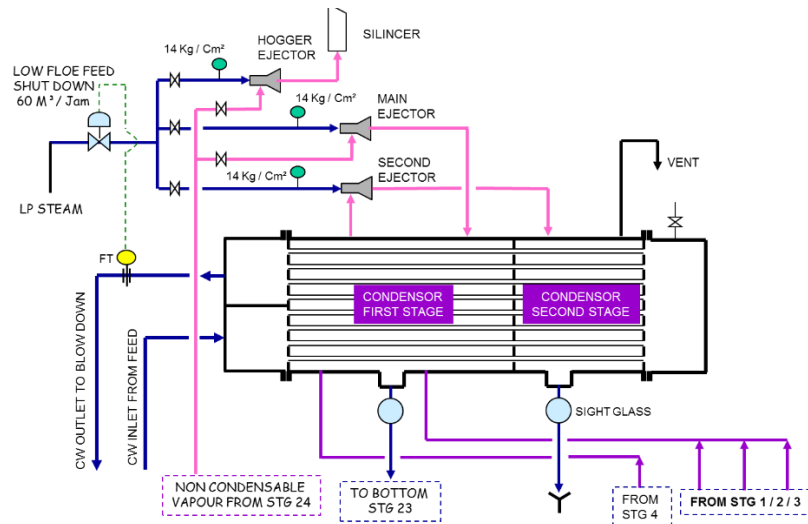 14 Kg / Cm²
HOGGER
EJECTOR
SILINCER
LOW FLOE FEED
SHUT DOWN
60 M³/ Jam
14 Kg / Cm²
MAIN
EJECTOR
SECOND
EJECTOR
14 Kg / Cm²
VENT
LP STEAM
FT
CONDENSOR
FIRST STAGE
CONDENSOR
SECOND STAGE
CW OUTLET TO BLOW DOWN
CW INLET FROM FEED
SIGHT GLASS
NON CONDENSABLE
VAPOUR FROM STG 24
TO BOTTOM
STG 23
FROM
STG 4
FROM STG 1 / 2 / 3